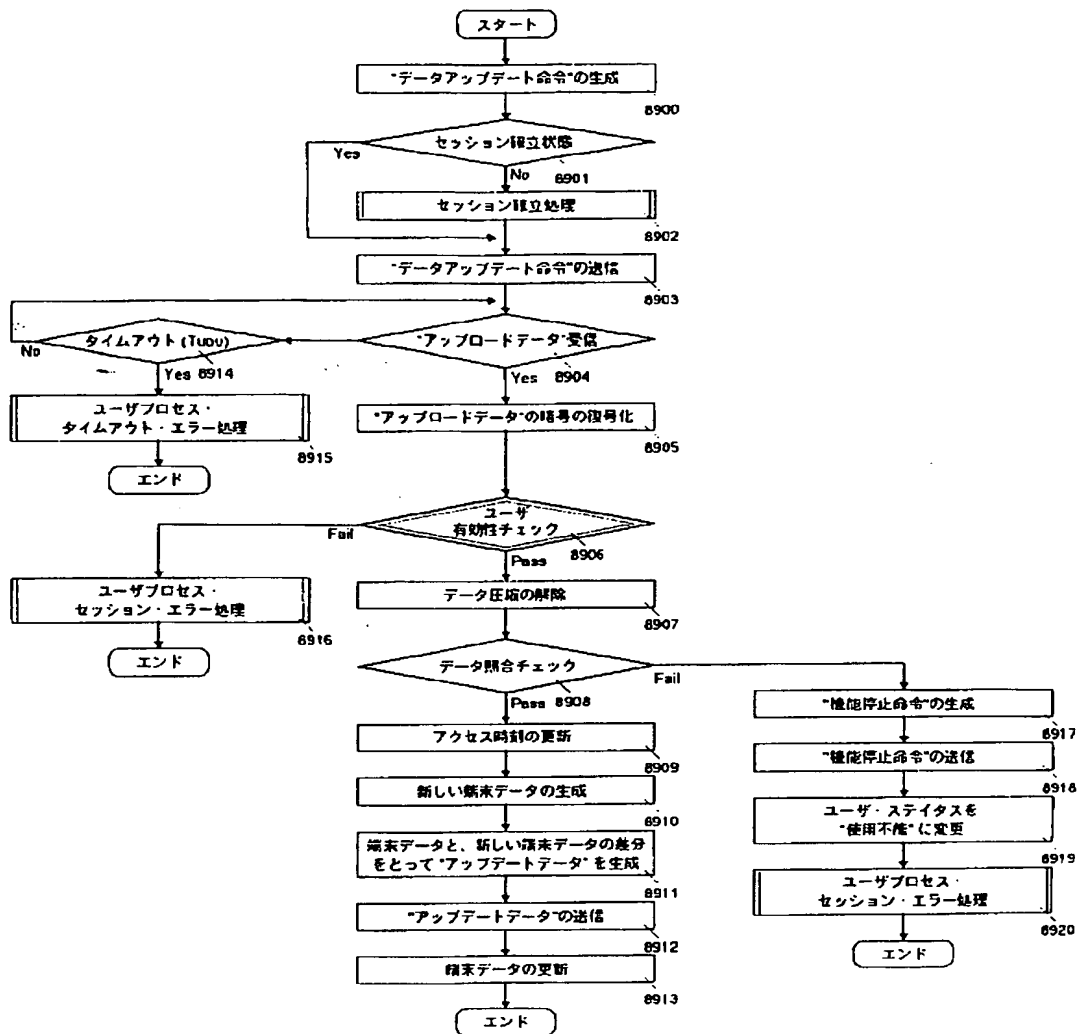 スタート
"データアップデート命令"の生成
8900
セッション確立状態
Yes
8901
No
セッション確立処理
8902
"データアップデート命令"の送信
8903
タイムアウト(TUDU)
No
Yes
8914
"アップロードデータ"受信
8904
Yes
ユーザプロセス・
タイムアウト・エラー処理
8915
エンド
"アップロードデータ"の暗号の復号化
8905
ユーザ
有効性チェック
8906
Fail
Pass
ユーザプロセス・
セッション・エラー処理
8916
エンド
データ圧縮の解除
8907
データ照合チェック
8908
Fail
Pass
アクセス時刻の更新
8909
新しい端末データの生成
8910
端末データと、新しい端末データの差分
をとって"アップデートデータ"を生成
8911
"アップデートデータ"の送信
8912
端末データの更新
8913
エンド
"機能停止命令"の生成
8917
"機能停止命令"の送信
8918
ユーザ・ステイタスを
"使用不能"に変更
8919
ユーザプロセス・
セッション・エラー処理
8920
エンド